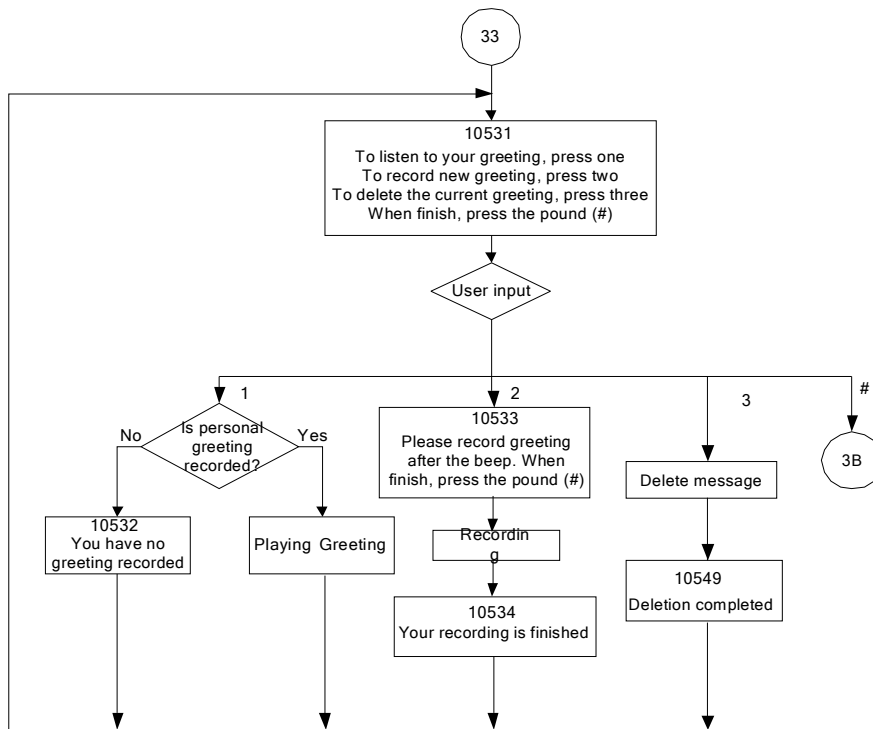 33
10531
To listen to your greeting, press one
To record new greeting, press two
To delete the current greeting, press three
When finish, press the pound (#)
User input
1
2
3
#
Is personal
greeting
recorded?
No
Yes
10533
Please record greeting
after the beep. When
finish, press the pound (#)
3B
Delete message
10532
You have no
greeting recorded
Playing Greeting
Recordin
g
10549
Deletion completed
10534
Your recording is finished